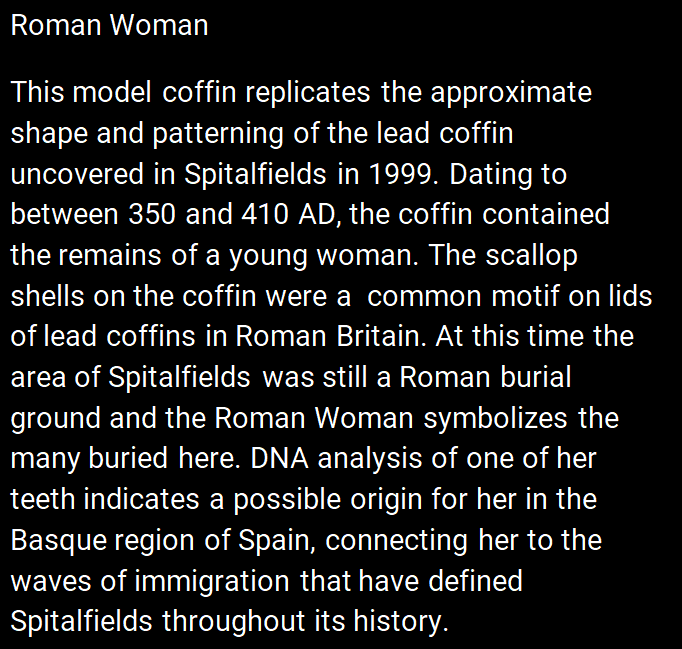 Roman Woman
This model coffin replicates the approximate
shape and patterning of the lead coffin
uncovered in Spitalfields in 1999. Dating to
between 350 and 410 AD, the coffin contained
the remains of a young woman. The scallop
shells on the coffin were a  common motif on lids
of lead coffins in Roman Britain. At this time the
area of Spitalfields was still a Roman burial
ground and the Roman Woman symbolizes the
many buried here. DNA analysis of one of her
teeth indicates a possible origin for her in the
Basque region of Spain, connecting her to the
waves of immigration that have defined
Spitalfields throughout its history.